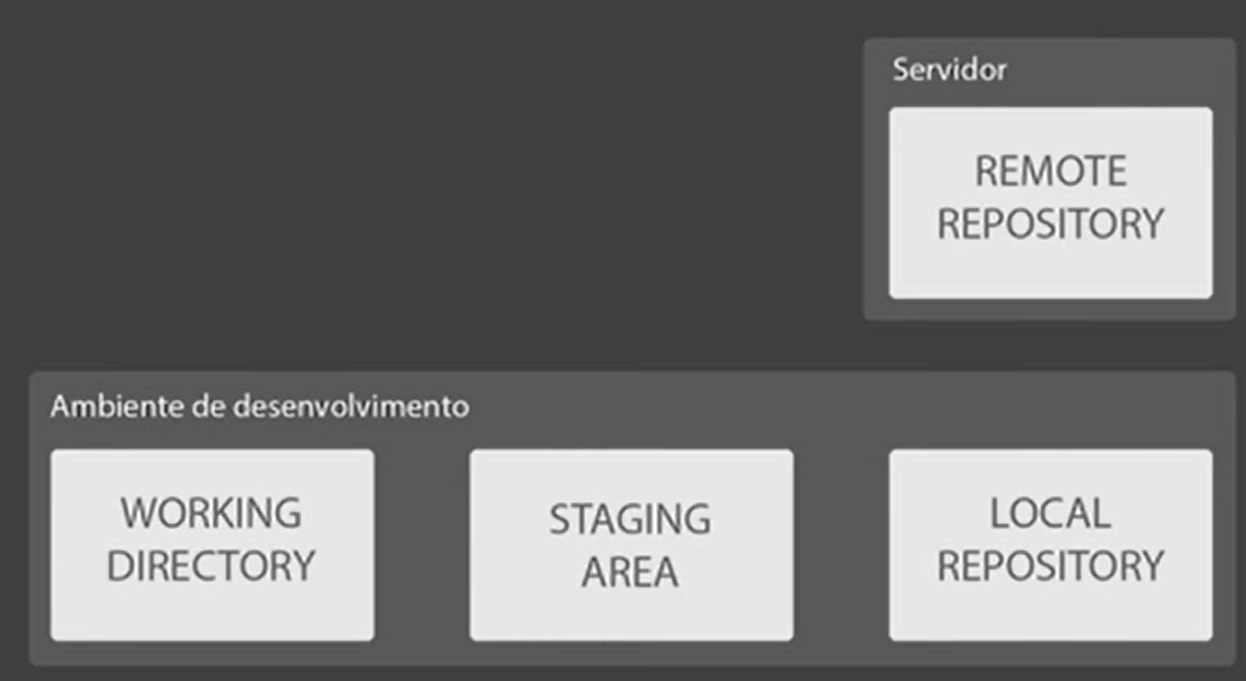 Servidor
REMOTE
REPOSITORY
Ambiente de desenvolvimento
WORKING
DIRECTORY
STAGING
AREA
LOCAL
REPOSITORY